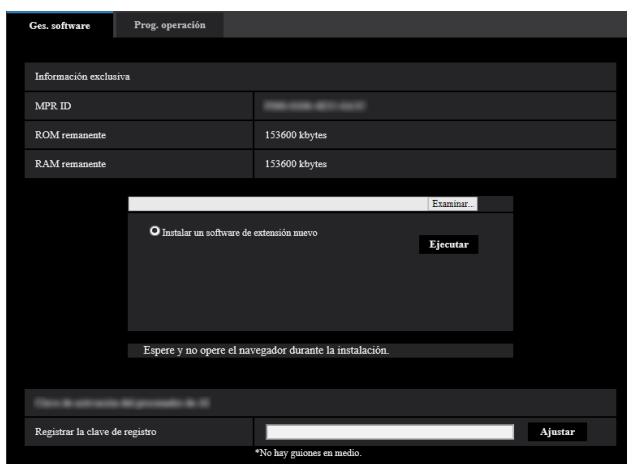 Ges. software Prog. operación
Información exclusiva
MPR ID
ROM remanente 153600 kbytes
RAM remanente 153600 kbytes
Examinar...
Instalar un software de extensión nuevo
Ejecutar
Espere y no opere el navegador durante la instalación.
Registrar la clave de registro Ajustar
*No hay guiones en medio.